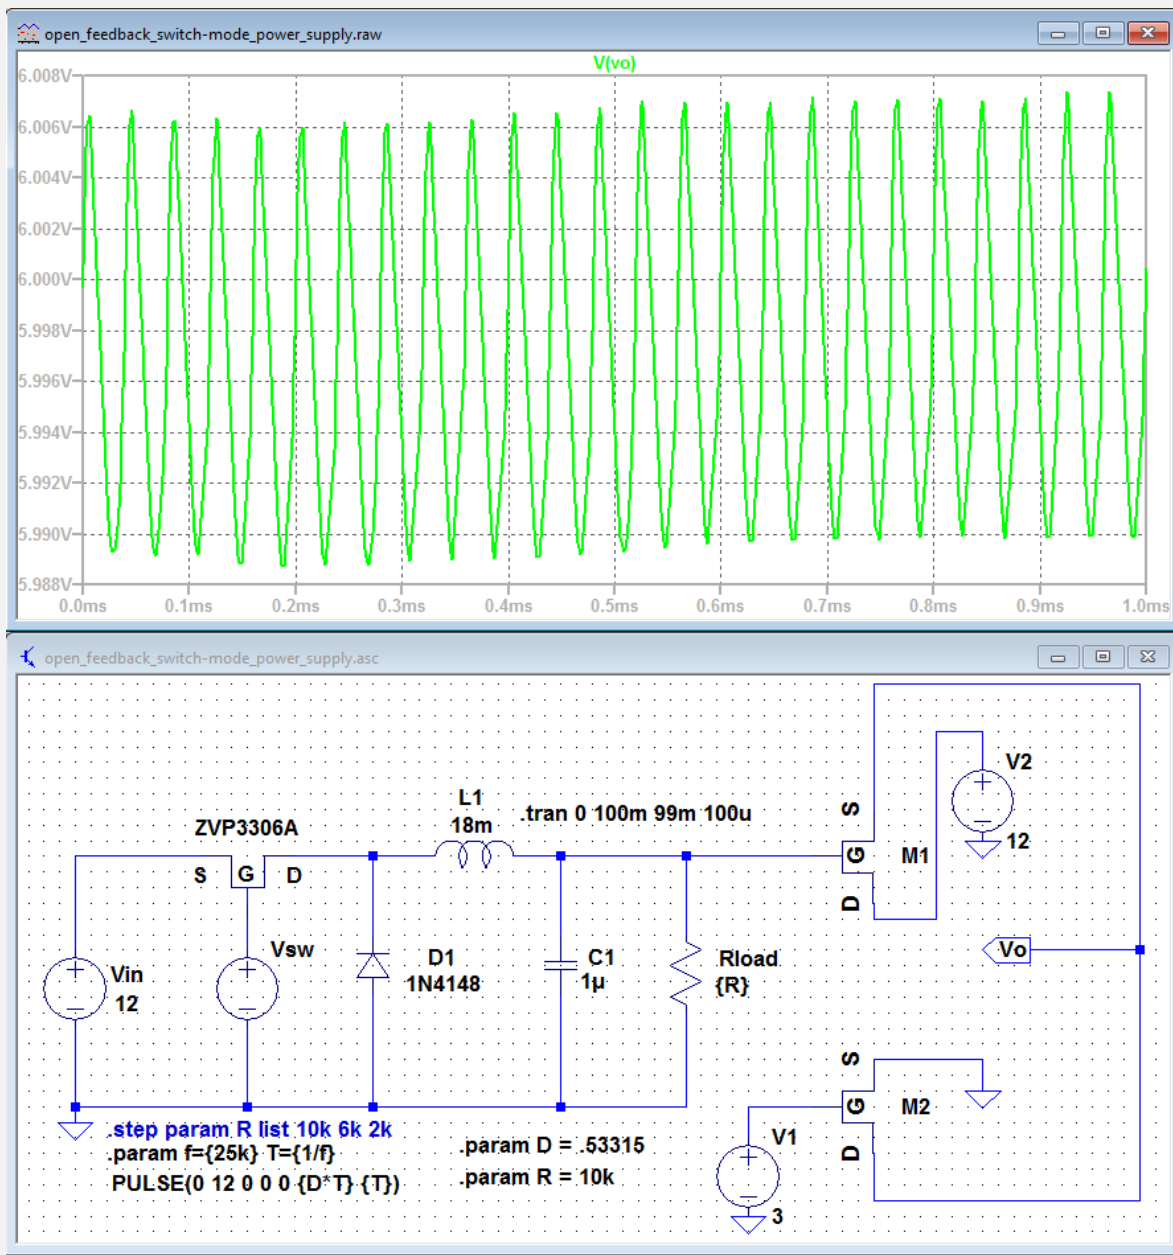 open_feedback_switch-mode_power_supply.raw
V(vo)
6.008V
6.006V
6.004V
6.002V
6.000V
5.998V
5.996V
5.994V
5.992V
5.990V
5.988V
0.0ms 0.1ms 0.2ms 0.3ms 0.4ms 0.5ms 0.6ms 0.7ms 0.8ms 0.9ms 1.0ms
open_feedback_switch-mode_power_supply.asc
V2
12
L1
18m
.tran 0 100m 99m 100u
ZVP3306A
S G D
S
G
D
M1
Vin
12
Vsw
D1
1N4148
C1
1µ
Rload
{R}
Vo
S
G
D
M2
V1
3
.step param R list 10k 6k 2k
.param f={25k} T={1/f}
PULSE(0 12 0 0 0 {D*T} {T})
.param D = .53315
.param R = 10k